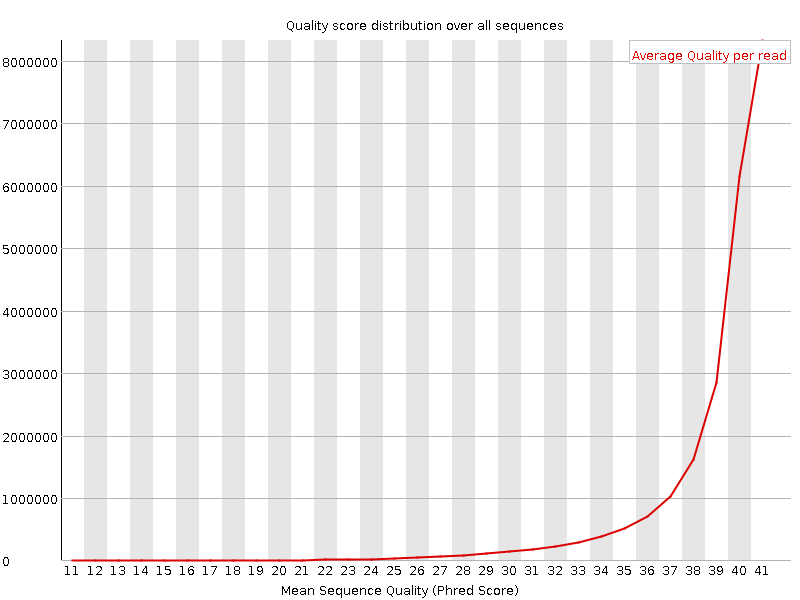 Quality score distribution over all sequences
Average Quality per read
8000000
7000000
6000000
5000000
4000000
3000000
2000000
1000000
0
11 12 13 14 15 16 17 18 19 20 21 22 23 24 25 26 27 28 29 30 31 32 33 34 35 36 37 38 39 40 41
Mean Sequence Quality (Phred Score)